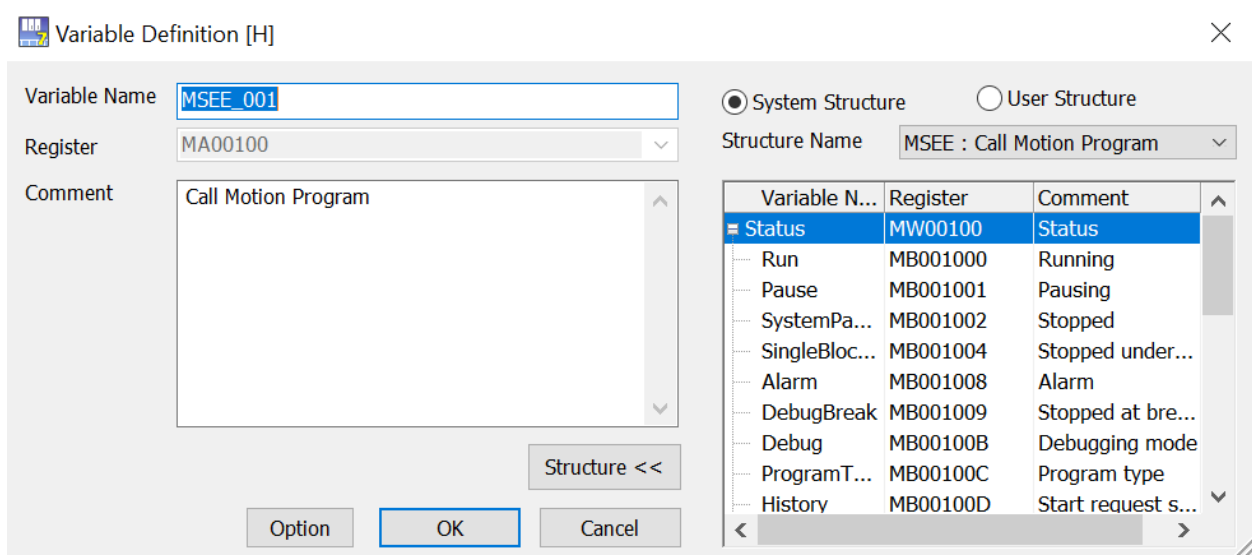 Variable Definition [H]
Variable Name
MSEE_001
Register
MA00100
Comment
Call Motion Program
Structure <<
Option
OK
Cancel
System Structure
User Structure
Structure Name
MSEE : Call Motion Program
Variable N... Register Comment
Status MW00100 Status
Run MB001000 Running
Pause MB001001 Pausing
SystemPa... MB001002 Stopped
SingleBloc... MB001004 Stopped under...
Alarm MB001008 Alarm
DebugBreak MB001009 Stopped at bre...
Debug MB00100B Debugging mode
ProgramT... MB00100C Program type
History MB00100D Start request s...